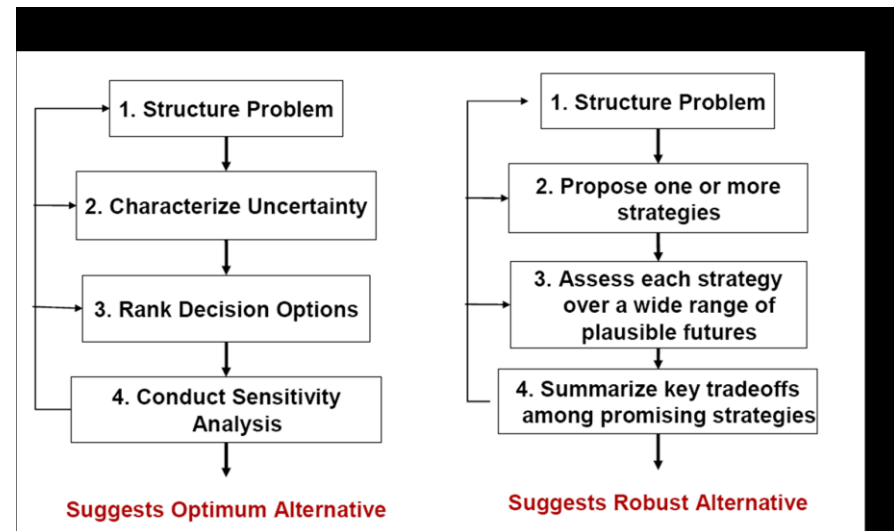 1. Structure Problem
2. Characterize Uncertainty
3. Rank Decision Options
4. Conduct Sensitivity
Analysis
Suggests Optimum Alternative
1. Structure Problem
2. Propose one or more
strategies
3. Assess each strategy
over a wide range of
plausible futures
4. Summarize key tradeoffs
among promising strategies
Suggests Robust Alternative